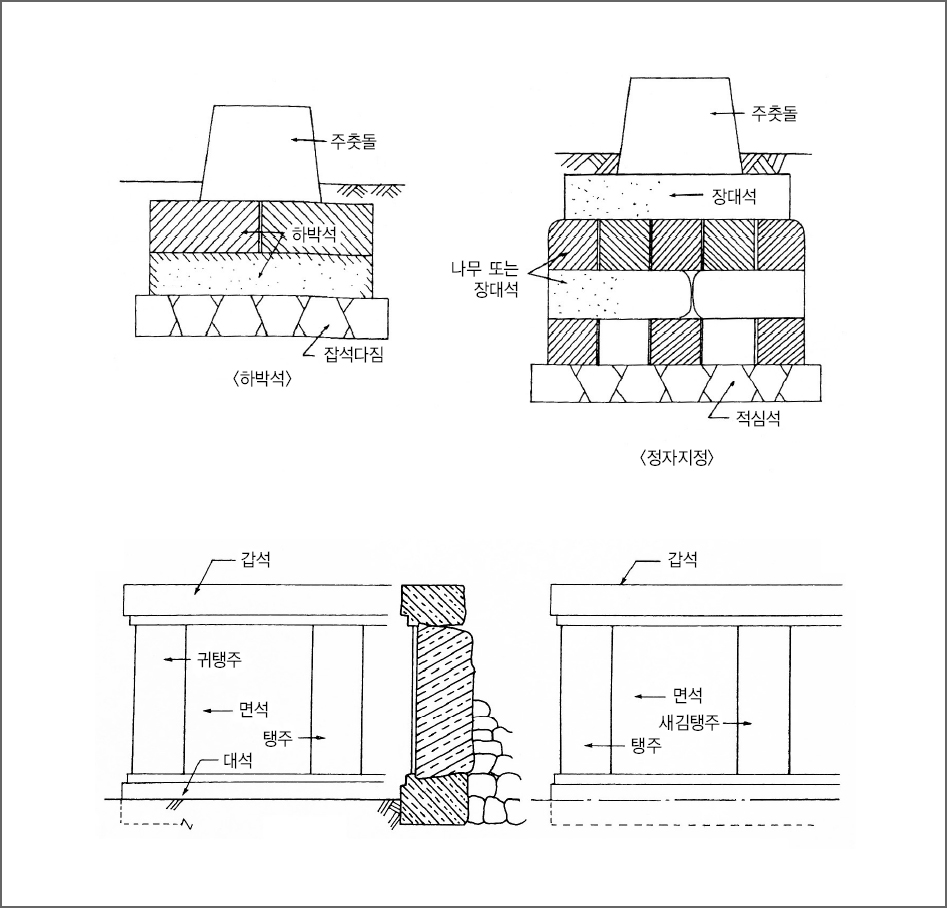 주춧돌
하박석
잡석다짐
〈하박석〉
주춧돌
장대석
나무 또는
장대석
적심석
〈정자지정〉
갑석
귀탱주
면석
탱주
대석
갑석
면석
새김탱주
탱주